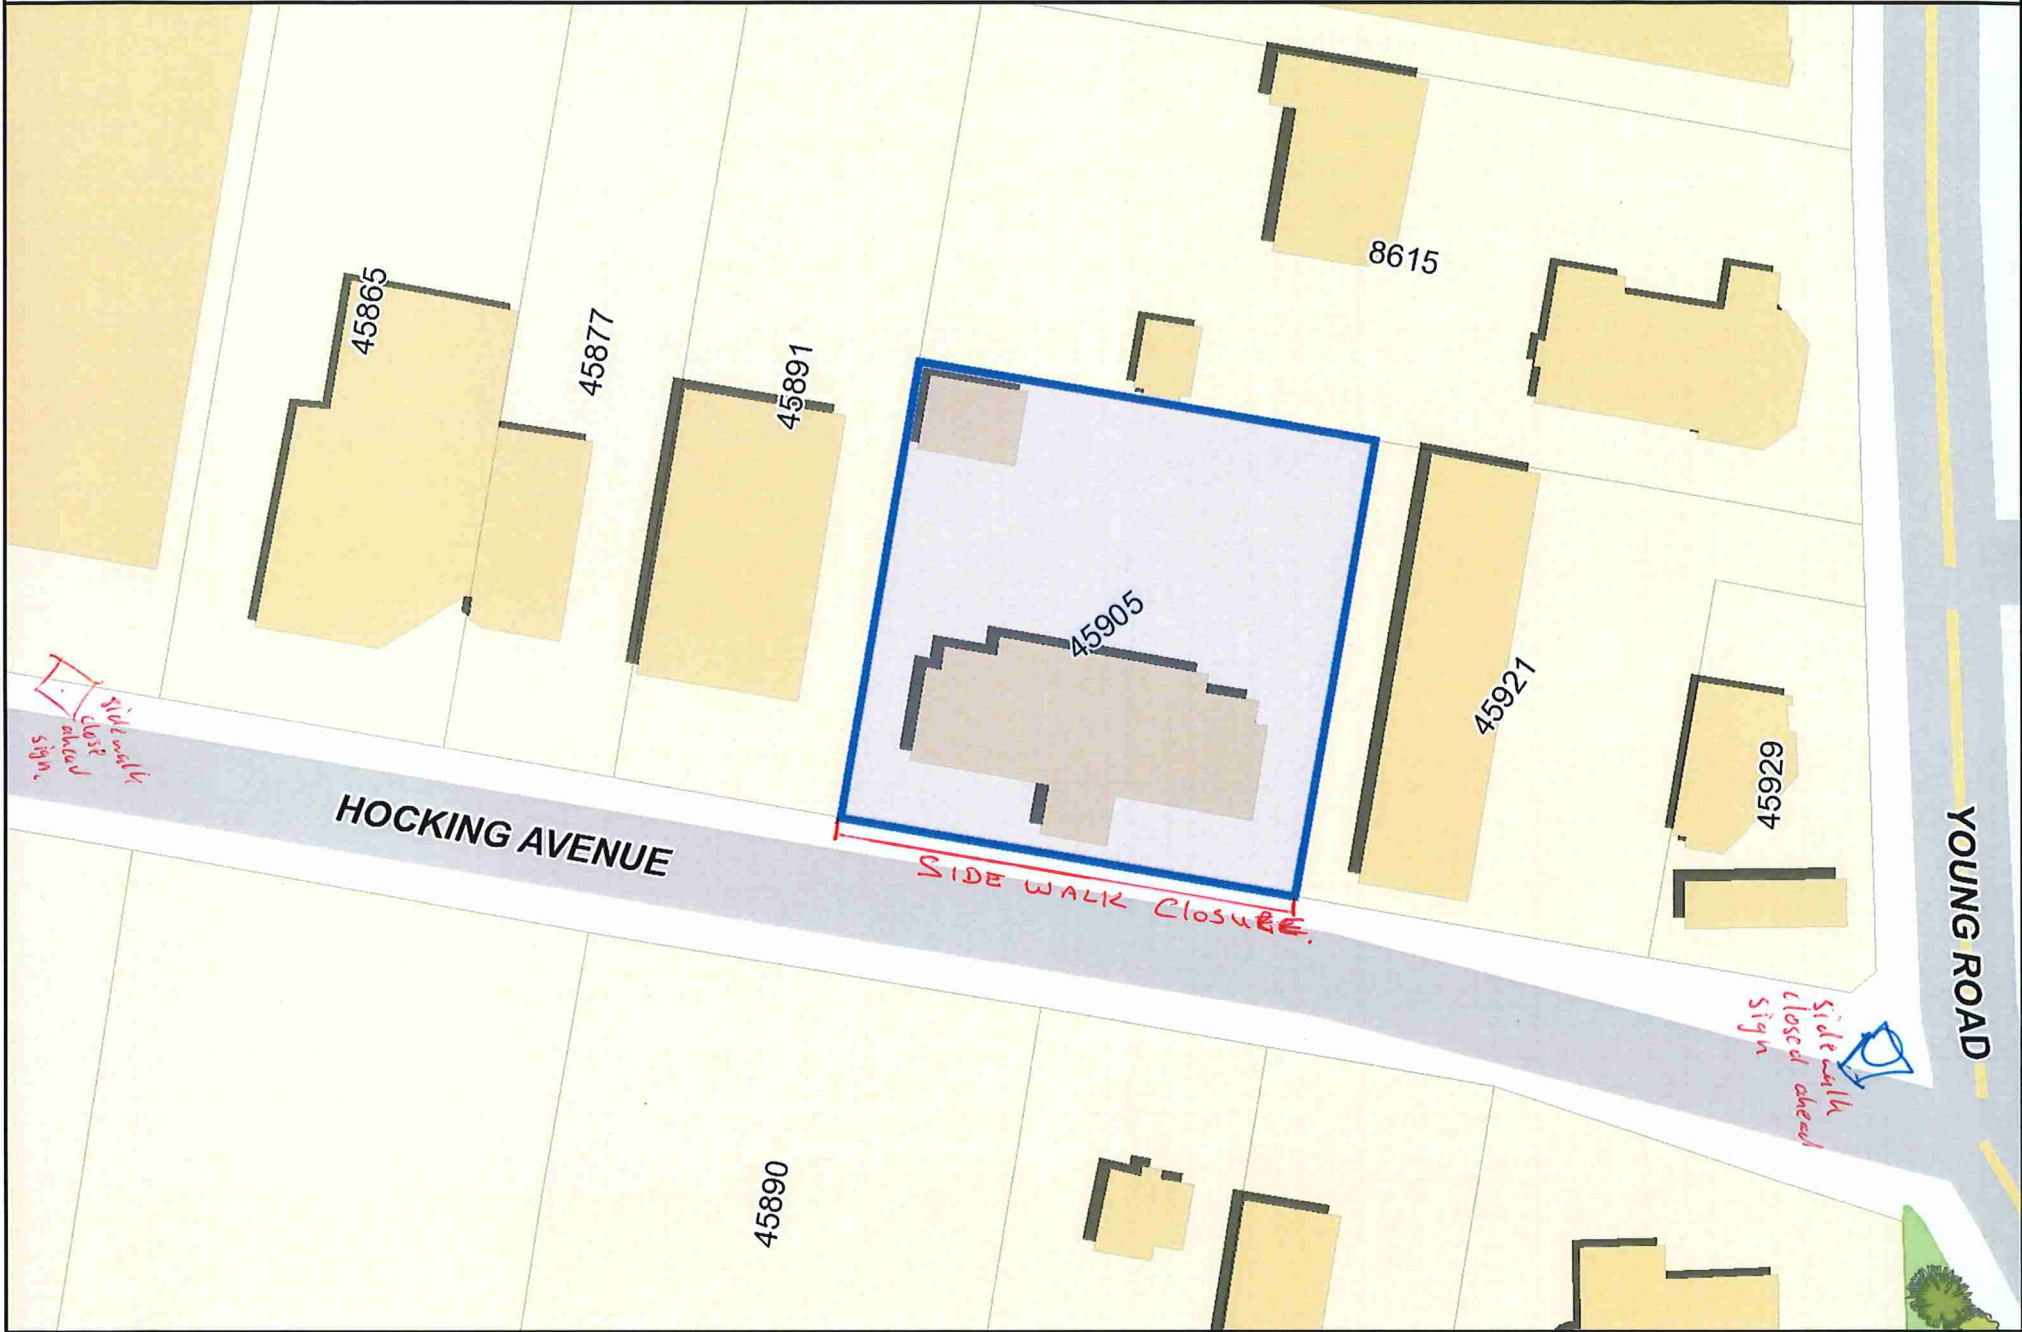 8615
45865
45877
45891
45905
45921
45929
YOUNG ROAD
sidewalk
close
ahead
sign.
HOCKING AVENUE
SIDE WALK CLOSURE.
sidewalk
closed ahead
sign
45890